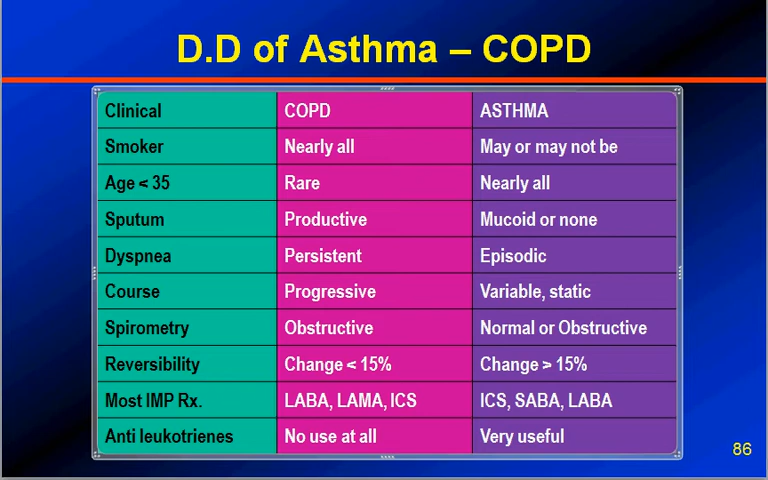 D.D of Asthma – COPD
Clinical COPD ASTHMA
Smoker Nearly all May or may not be
Age < 35 Rare Nearly all
Sputum Productive Mucoid or none
Dyspnea Persistent Episodic
Course Progressive Variable, static
Spirometry Obstructive Normal or Obstructive
Reversibility Change < 15% Change > 15%
Most IMP Rx. LABA, LAMA, ICS ICS, SABA, LABA
Anti leukotrienes No use at all Very useful
86